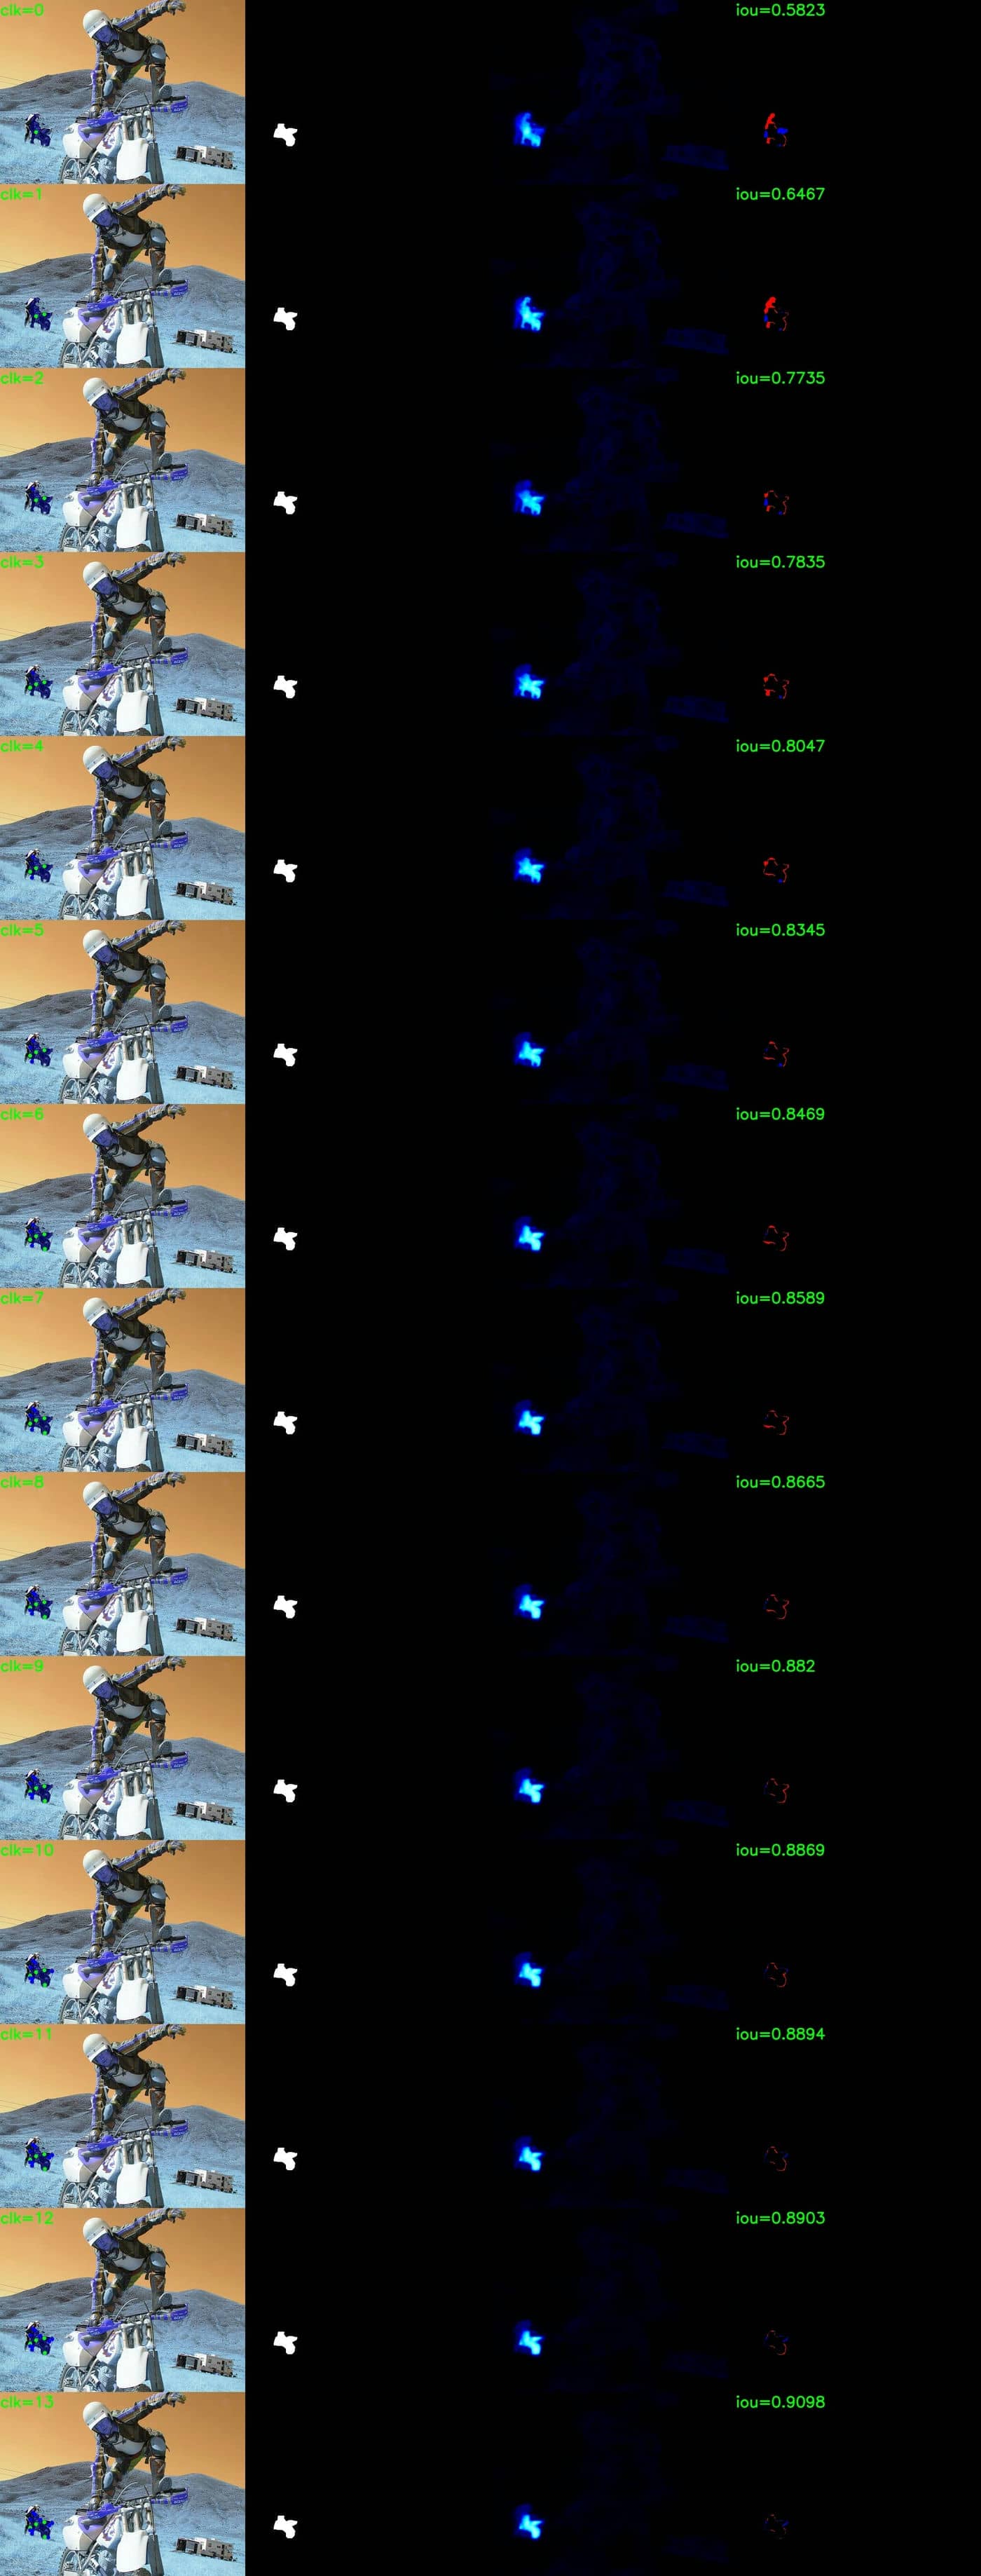 clk=0 iou=0.5823
clk=1 iou=0.6467
clk=2 iou=0.7735
clk=3 iou=0.7835
clk=4 iou=0.8047
clk=5 iou=0.8345
clk=6 iou=0.8469
clk=7 iou=0.8589
clk=8 iou=0.8665
clk=9 iou=0.882
clk=10 iou=0.8869
clk=11 iou=0.8894
clk=12 iou=0.8903
clk=13 iou=0.9098